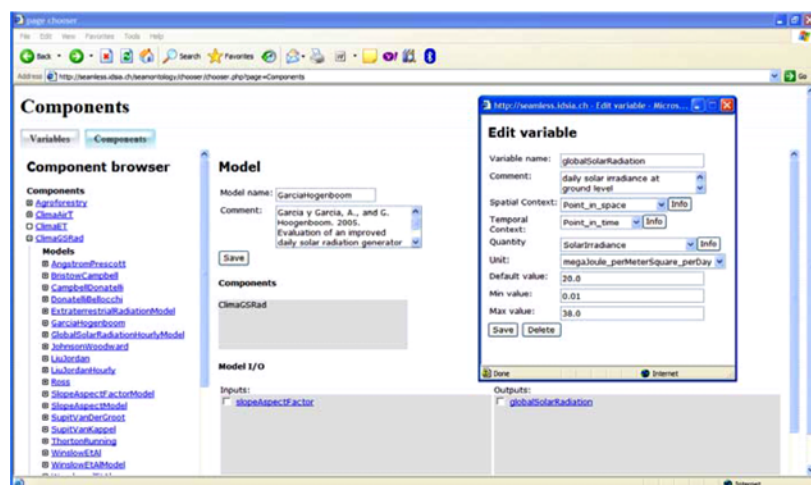 page chooser
File Edit View Favorites Tools Help
Back Search Favorites
Address http://seamless.idsia.ch/seamontology/chooser/chooser.php?page=Components Go
Components
Variables Components
Component browser
Components
Agroforestry
ClimaAirT
ClimaET
ClimaGSRad
Models
AngstromPrescott
BristowCampbell
CampbellDonatelli
DonatelliBellocchi
ExtraterrestrialRadiationModel
GarciaHogenboom
GlobalSolarRadiationHourlyModel
JohnsonWoodward
LiuJordan
LiuJordanHourly
Ross
SlopeAspectFactorModel
SlopeAspectModel
SupitVanDerGroot
SupitVanKappel
ThortonRunning
WinslowEtAl
WinslowEtAlModel
Model
Model name: GarciaHogenboom
Comment: Garcia y Garcia, A., and G.
Hoogenboom. 2005.
Evaluation of an improved
daily solar radiation generator
Save
Components
ClimaGSRad
Model I/O
Inputs:
slopeAspectFactor
Outputs:
globalSolarRadiation
http://seamless.idsia.ch - Edit variable - Micros...
Edit variable
Variable name: globalSolarRadiation
Comment: daily solar irradiance at
ground level
Spatial Context: Point_in_space Info
Temporal
Context: Point_in_time Info
Quantity SolarIrradiance Info
Unit: megaJoule_perMeterSquare_perDay
Default value: 20.0
Min value: 0.01
Max value: 38.0
Save Delete
Done Internet
Internet